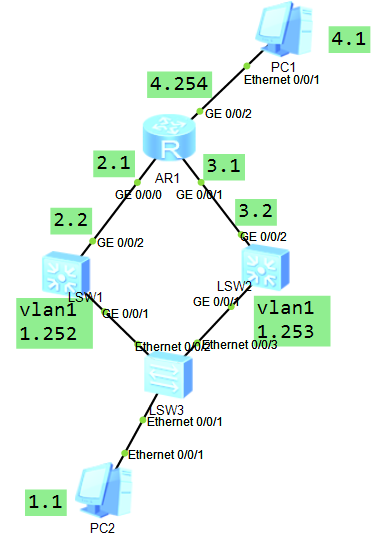 4.1
PC1
Ethernet 0/0/1
4.254
GE 0/0/2
R
AR1
2.1
3.1
GE 0/0/0
GE 0/0/1
2.2
3.2
GE 0/0/2
GE 0/0/2
LSW1
LSW2
GE 0/0/1
GE 0/0/1
vlan1
1.252
vlan1
1.253
Ethernet 0/0/2
Ethernet 0/0/3
LSW3
Ethernet 0/0/1
Ethernet 0/0/1
1.1
PC2